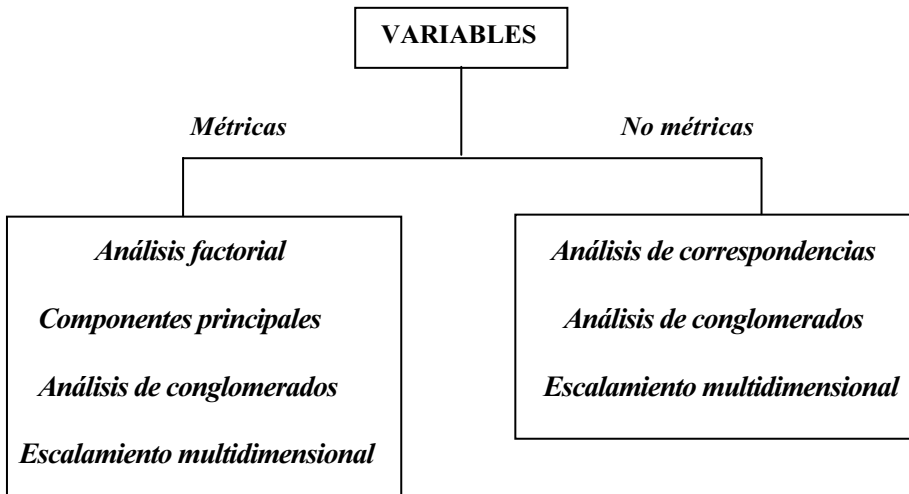 VARIABLES
Métricas
No métricas
Análisis factorial
Componentes principales
Análisis de conglomerados
Escalamiento multidimensional
Análisis de correspondencias
Análisis de conglomerados
Escalamiento multidimensional